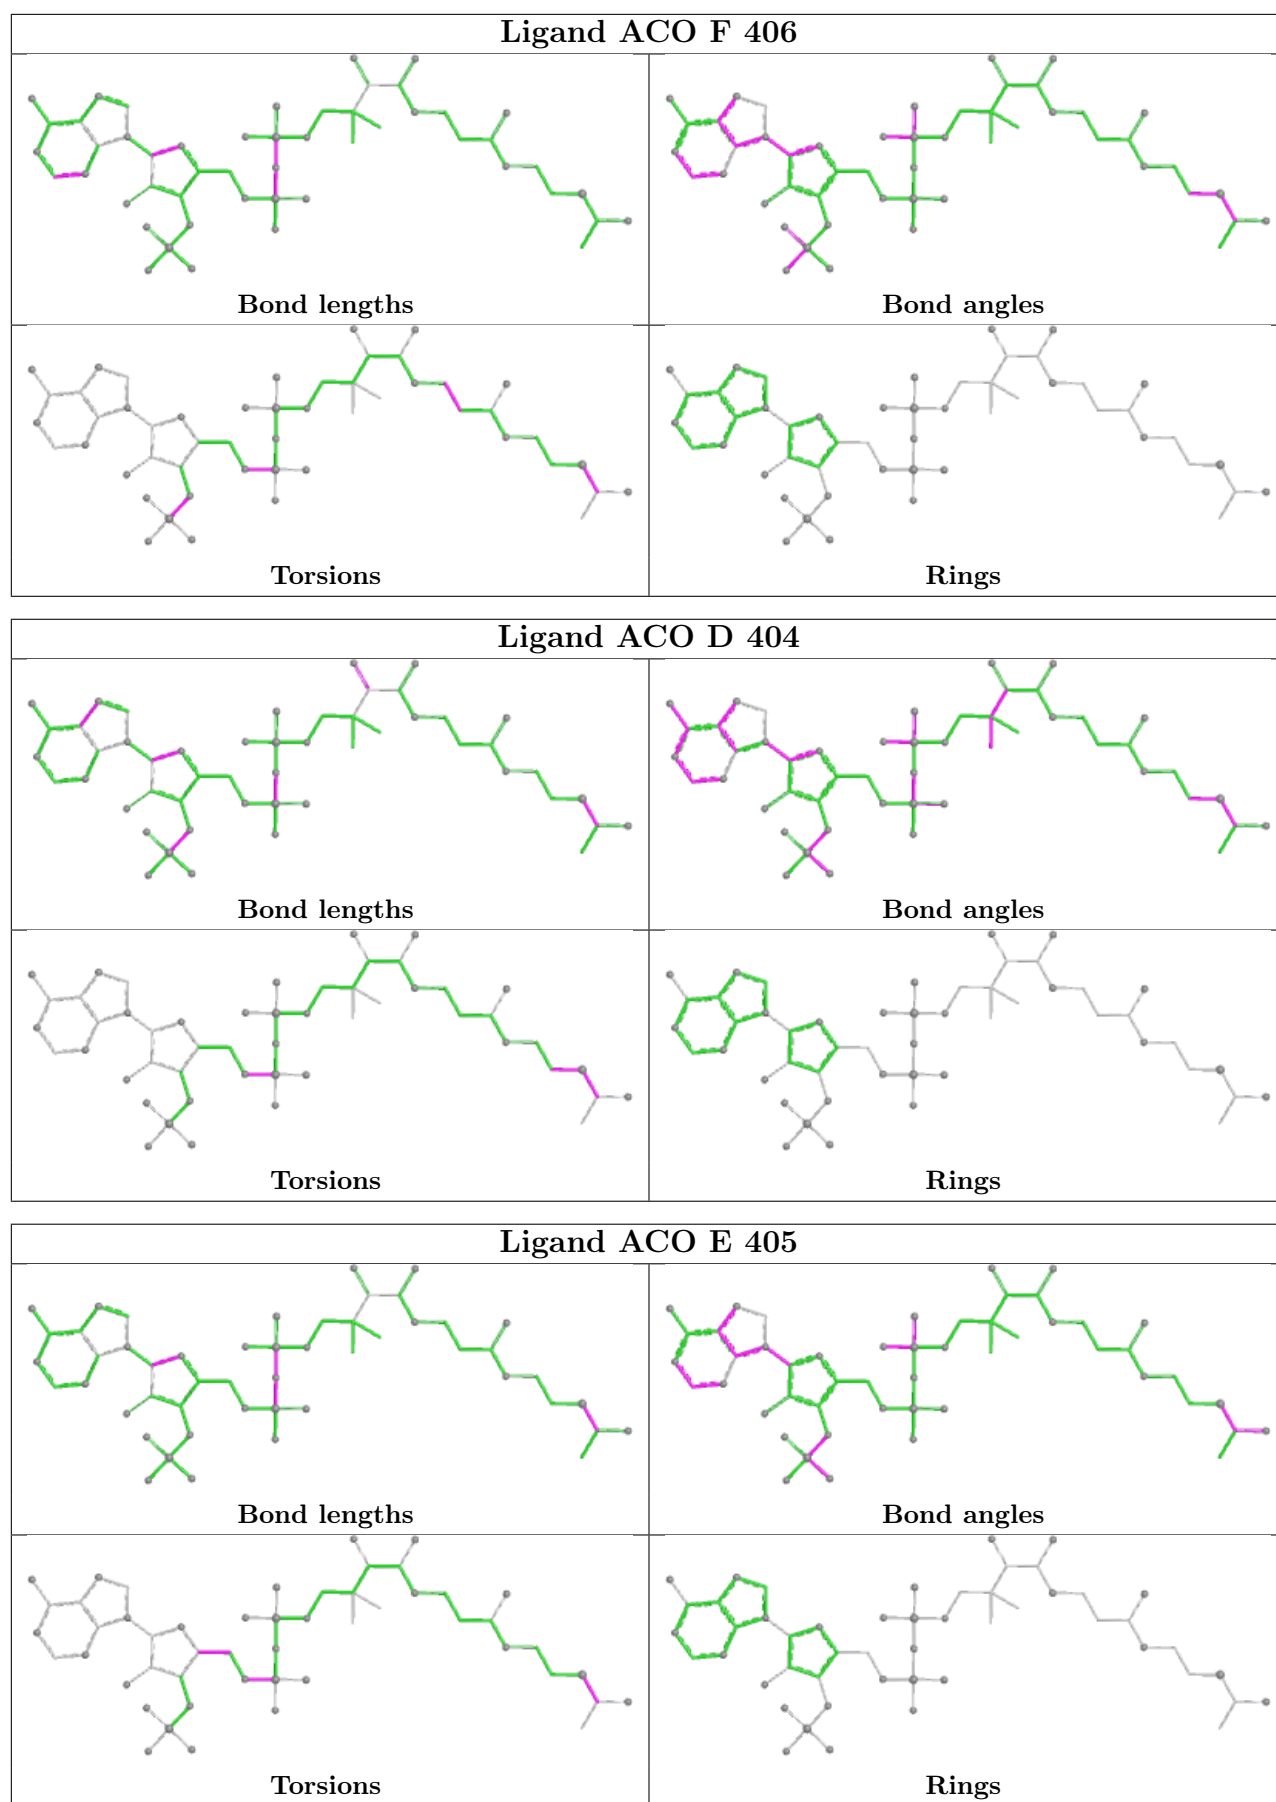 Ligand ACO F 406
Bond lengths
Bond angles
Torsions
Rings
Ligand ACO D 404
Bond lengths
Bond angles
Torsions
Rings
Ligand ACO E 405
Bond lengths
Bond angles
Torsions
Rings